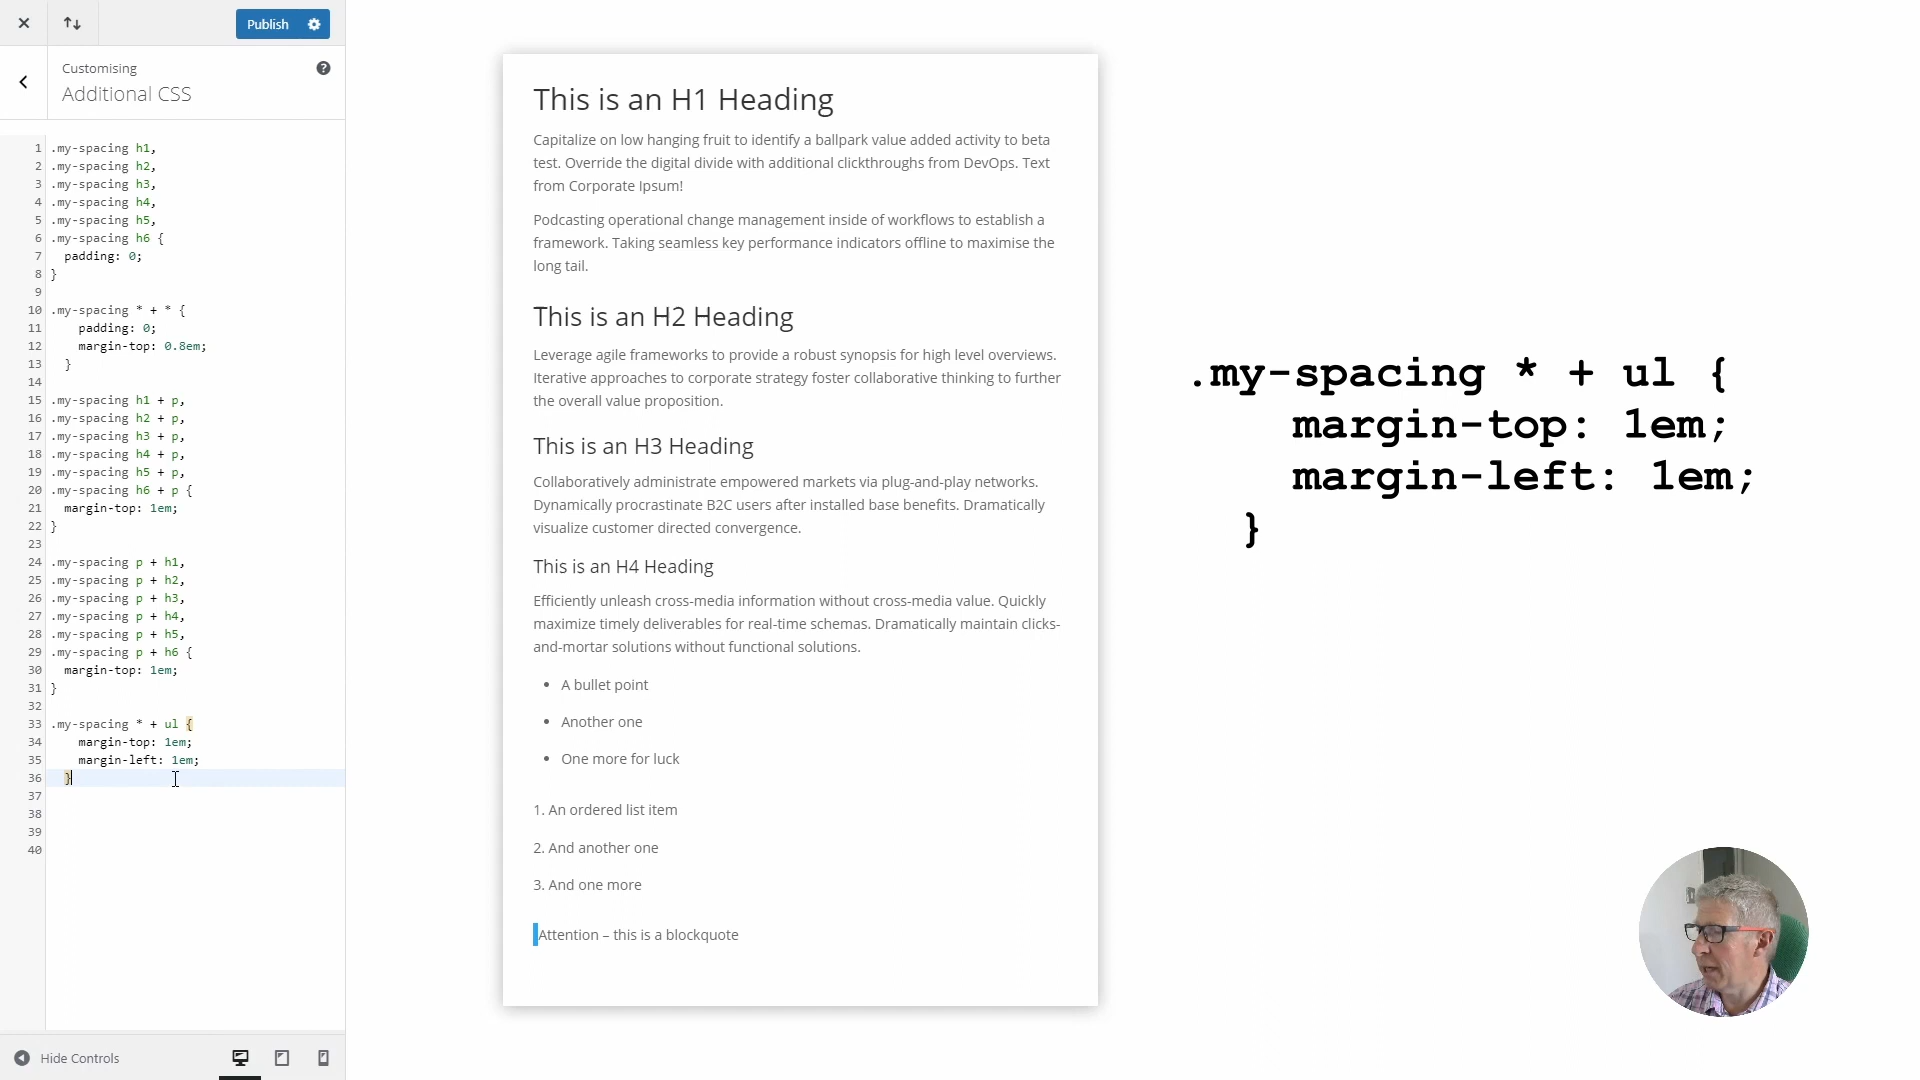 Publish
Customising
Additional CSS
1 .my-spacing h1,
2 .my-spacing h2,
3 .my-spacing h3,
4 .my-spacing h4,
5 .my-spacing h5,
6 .my-spacing h6 {
7 padding: 0;
8 }
9
10 .my-spacing * + * {
11 padding: 0;
12 margin-top: 0.8em;
13 }
14
15 .my-spacing h1 + p,
16 .my-spacing h2 + p,
17 .my-spacing h3 + p,
18 .my-spacing h4 + p,
19 .my-spacing h5 + p,
20 .my-spacing h6 + p {
21 margin-top: 1em;
22 }
23
24 .my-spacing p + h1,
25 .my-spacing p + h2,
26 .my-spacing p + h3,
27 .my-spacing p + h4,
28 .my-spacing p + h5,
29 .my-spacing p + h6 {
30 margin-top: 1em;
31 }
32
33 .my-spacing * + ul {
34 margin-top: 1em;
35 margin-left: 1em;
36 }
37
38
39
40
Hide Controls
This is an H1 Heading
Capitalize on low hanging fruit to identify a ballpark value added activity to beta
test. Override the digital divide with additional clickthroughs from DevOps. Text
from Corporate Ipsum!
Podcasting operational change management inside of workflows to establish a
framework. Taking seamless key performance indicators offline to maximise the
long tail.
This is an H2 Heading
Leverage agile frameworks to provide a robust synopsis for high level overviews.
Iterative approaches to corporate strategy foster collaborative thinking to further
the overall value proposition.
This is an H3 Heading
Collaboratively administrate empowered markets via plug-and-play networks.
Dynamically procrastinate B2C users after installed base benefits. Dramatically
visualize customer directed convergence.
This is an H4 Heading
Efficiently unleash cross-media information without cross-media value. Quickly
maximize timely deliverables for real-time schemas. Dramatically maintain clicks-
and-mortar solutions without functional solutions.
• A bullet point
• Another one
• One more for luck
1. An ordered list item
2. And another one
3. And one more
Attention – this is a blockquote
.my-spacing * + ul {
margin-top: 1em;
margin-left: 1em;
}